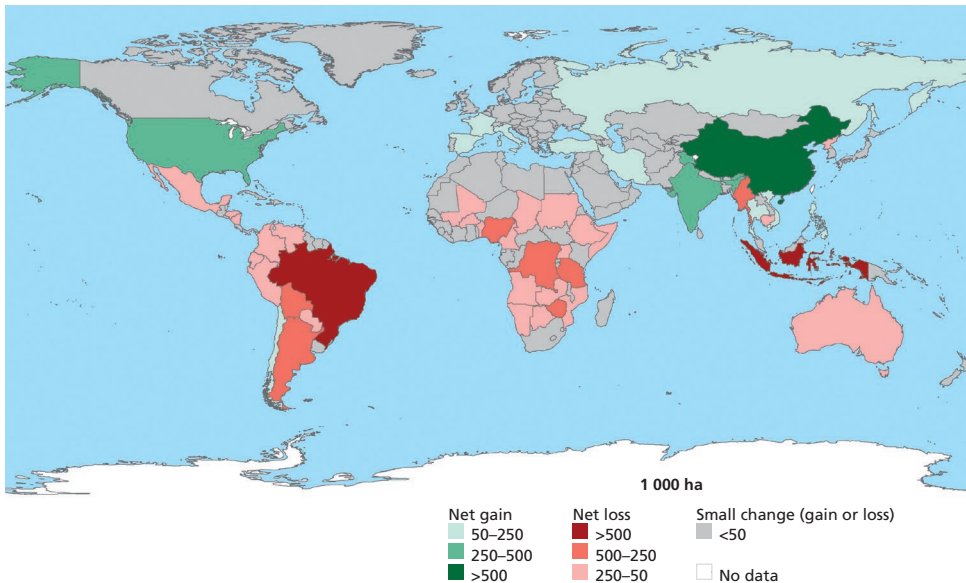 1 000 ha
Net gain
50–250
250–500
>500
Net loss
>500
500–250
250–50
Small change (gain or loss)
<50
No data